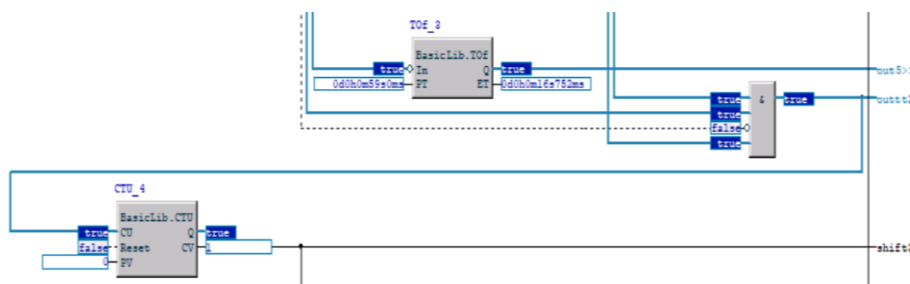 TOf_3
BasicLib.TOf
true In Q true
0d0h0m59s0ms PT ET 0d0h0m1fs752ms
out5>
true & true
outt
true
false
true
CTU_4
BasicLib.CTU
true CU Q true
false Reset CV 1
0 PV
shift